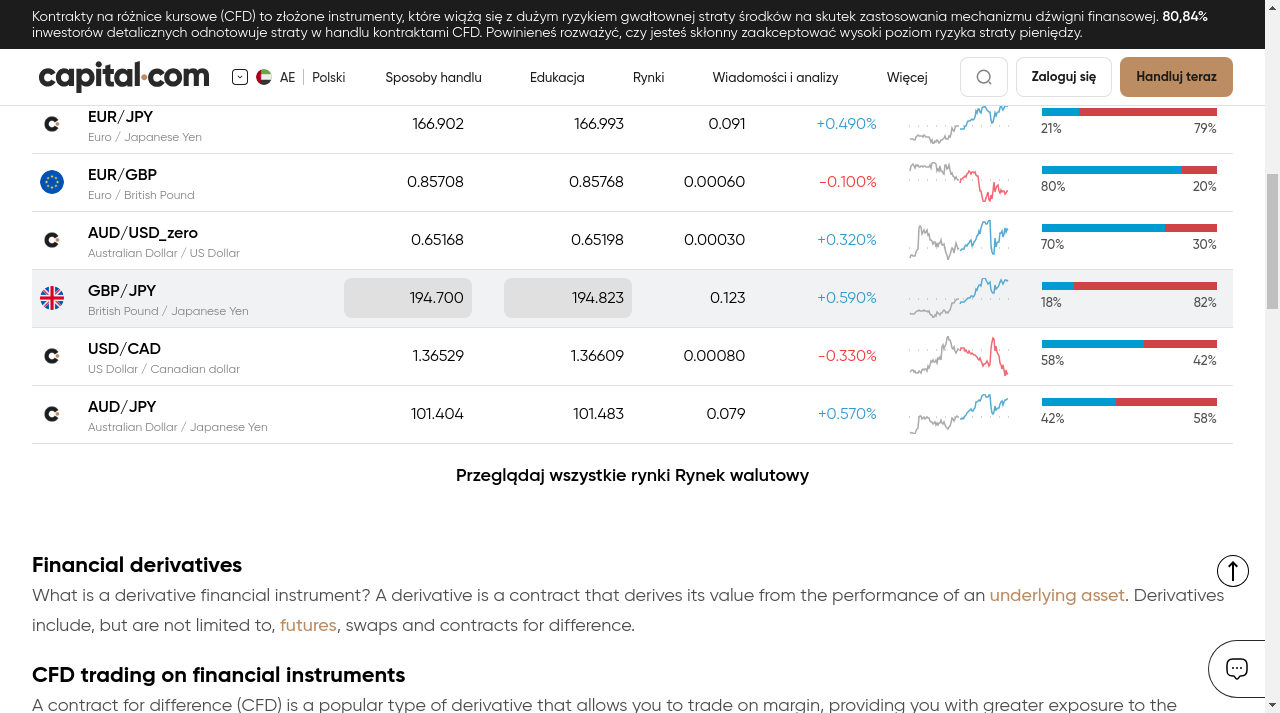 Kontrakty na różnice kursowe (CFD) to złożone instrumenty, które wiążą się z dużym ryzykiem gwałtownej straty środków na skutek zastosowania mechanizmu dźwigni finansowej. 80,84%
inwestorów detalicznych odnotowuje straty w handlu kontraktami CFD. Powinieneś rozważyć, czy jesteś skłonny zaakceptować wysoki poziom ryzyka straty pieniędzy.
capital.com AE Polski Sposoby handlu Edukacja Rynki Wiadomości i analizy Więcej Zaloguj się Handluj teraz
EUR/JPY 166.902 166.993 0.091 +0.490%
Euro / Japanese Yen 21% 79%
EUR/GBP 0.85708 0.85768 0.00060 -0.100%
Euro / British Pound 80% 20%
AUD/USD_zero 0.65168 0.65198 0.00030 +0.320%
Australian Dollar / US Dollar 70% 30%
GBP/JPY 194.700 194.823 0.123 +0.590%
British Pound / Japanese Yen 18% 82%
USD/CAD 1.36529 1.36609 0.00080 -0.330%
US Dollar / Canadian dollar 58% 42%
AUD/JPY 101.404 101.483 0.079 +0.570%
Australian Dollar / Japanese Yen 42% 58%
Przeglądaj wszystkie rynki Rynek walutowy
Financial derivatives
What is a derivative financial instrument? A derivative is a contract that derives its value from the performance of an underlying asset. Derivatives
include, but are not limited to, futures, swaps and contracts for difference.
CFD trading on financial instruments
A contract for difference (CFD) is a popular type of derivative that allows you to trade on margin, providing you with greater exposure to the